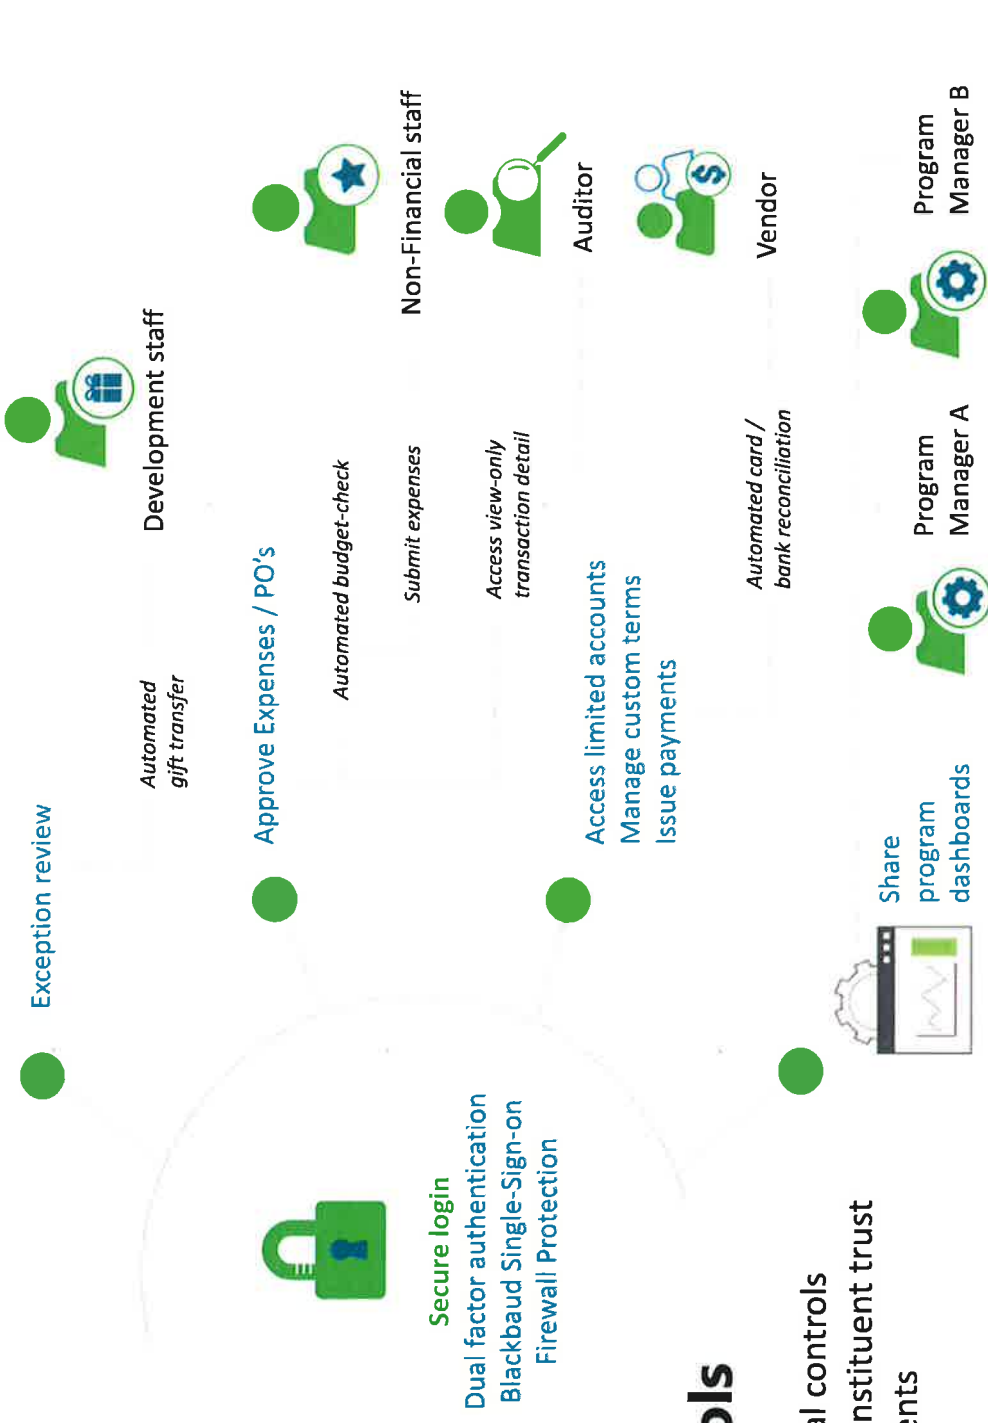 Exception review
Automated
gift transfer
Development staff
Approve Expenses / PO's
Automated budget-check
Submit expenses
Non-Financial staff
Access view-only
transaction detail
Auditor
Secure login
Dual factor authentication
Blackbaud Single-Sign-on
Firewall Protection
Access limited accounts
Manage custom terms
Issue payments
Automated card /
bank reconciliation
Vendor
ols
al controls
nstituent trust
ents
Share
program
dashboards
Program
Manager A
Program
Manager B